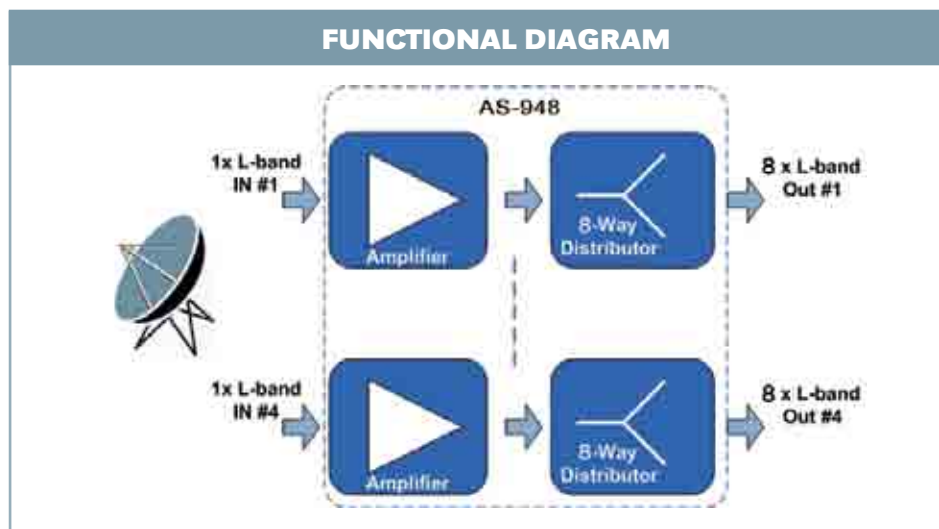 FUNCTIONAL DIAGRAM
AS-948
1x L-band
IN #1
Amplifier
8-Way
Distributor
8 x L-band
Out #1
1x L-band
IN #4
Amplifier
8-Way
Distributor
8 x L-band
Out #4